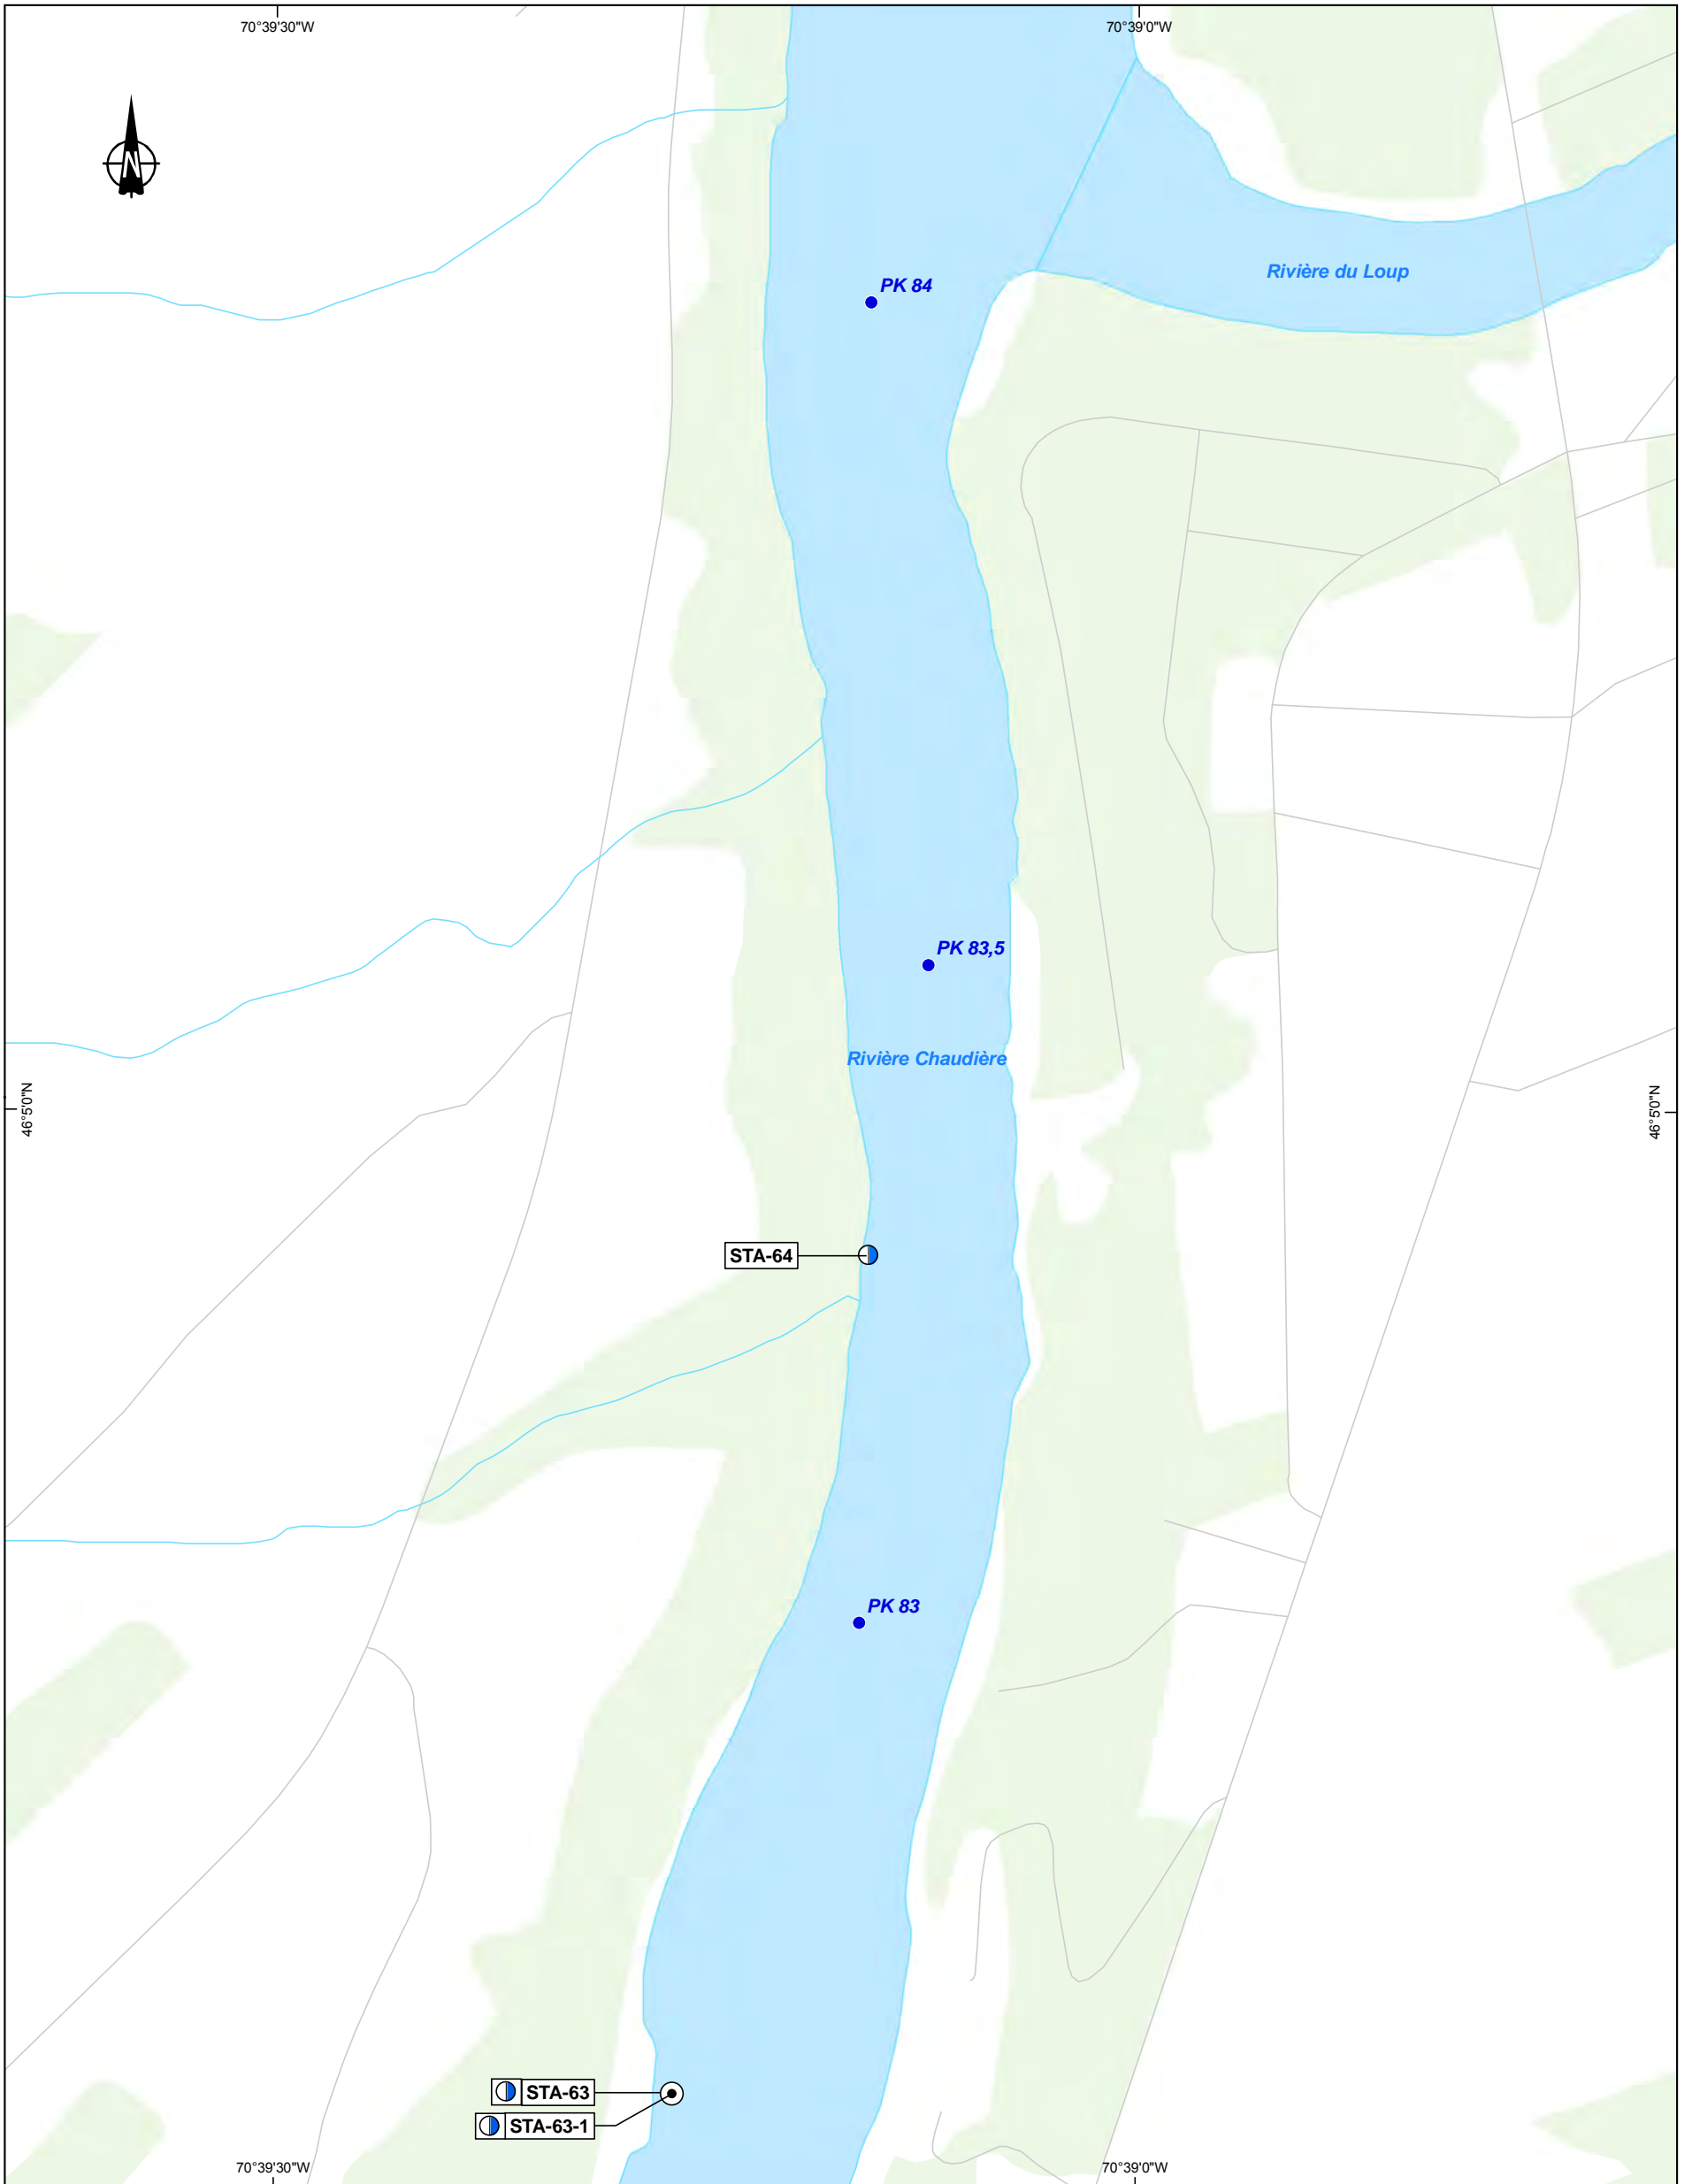 70°39'30"W
70°39'0"W
N
Rivière du Loup
PK 84
PK 83,5
Rivière Chaudière
46°5'0"N
46°5'0"N
STA-64
PK 83
STA-63
STA-63-1
70°39'30"W
70°39'0"W